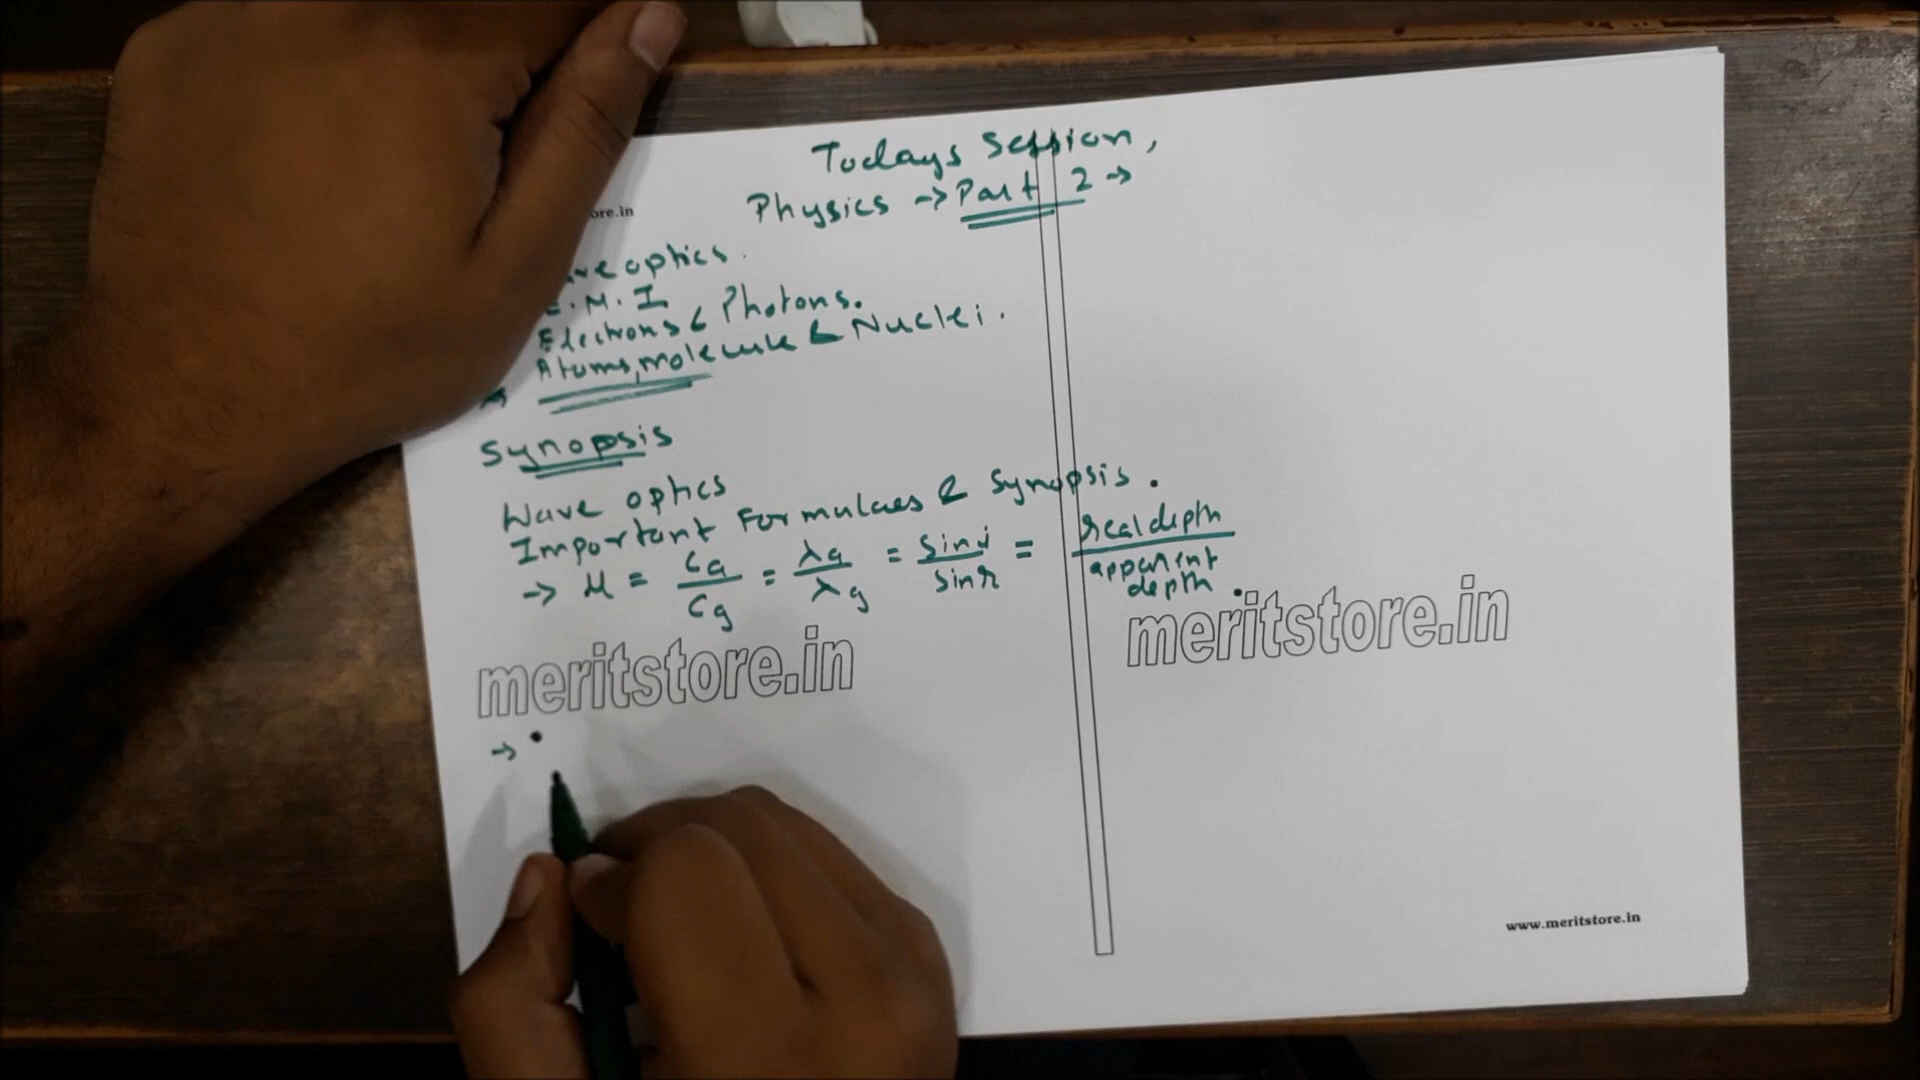 Todays Session,
Physics → Part 2 →
ore.in
ve optics.
E.M.I
Electrons & Photons.
Atoms, molecule & Nuclei.
Synopsis
Wave optics
Important Formulaes & Synopsis.
→ μ = Ca/Cg = λa/λg = sin i/sin r = real depth/apparent depth.
meritstore.in
meritstore.in
→
www.meritstore.in